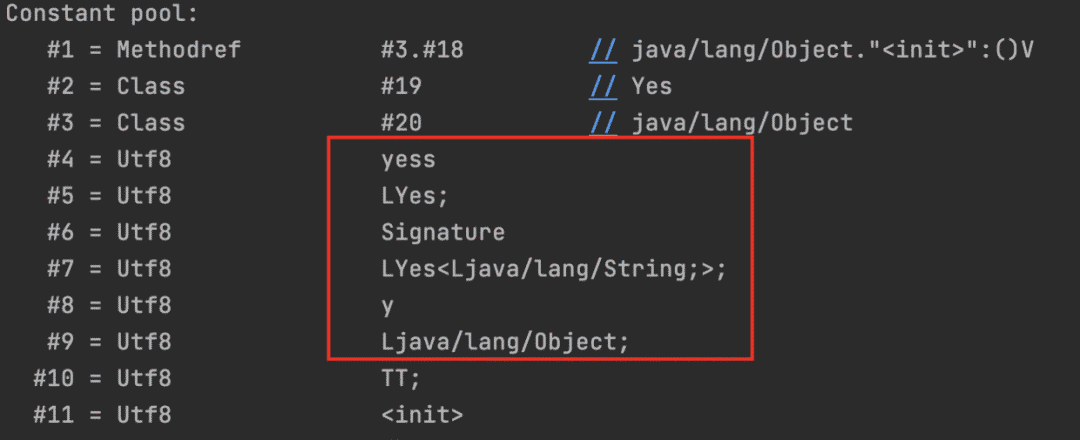 Constant pool:
#1 = Methodref #3.#18 // java/lang/Object."<init>":()V
#2 = Class #19 // Yes
#3 = Class #20 // java/lang/Object
#4 = Utf8 yess
#5 = Utf8 LYes;
#6 = Utf8 Signature
#7 = Utf8 LYes<Ljava/lang/String;>;
#8 = Utf8 y
#9 = Utf8 Ljava/lang/Object;
#10 = Utf8 TT;
#11 = Utf8 <init>